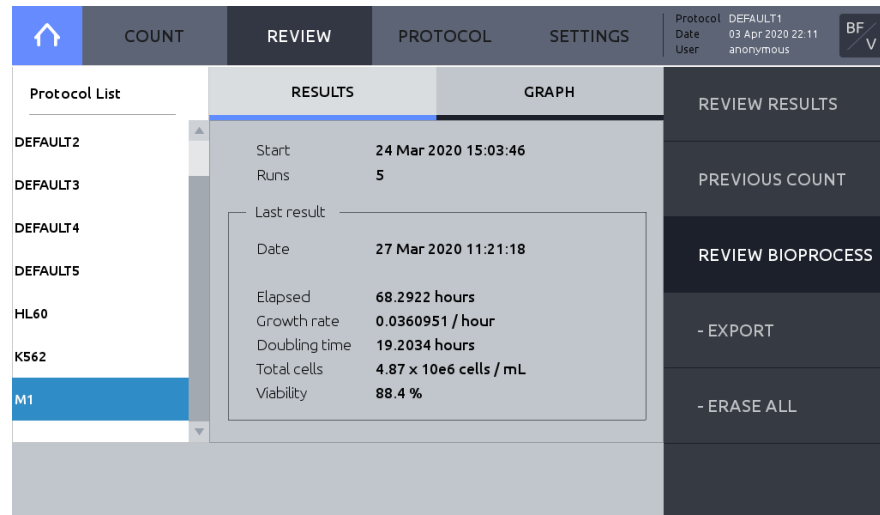 COUNT
REVIEW
PROTOCOL
SETTINGS
Protocol DEFAULT1
Date 03 Apr 2020 22:11
User anonymous
BF/V
Protocol List
DEFAULT2
DEFAULT3
DEFAULT4
DEFAULT5
HL60
K562
M1
RESULTS
GRAPH
Start 24 Mar 2020 15:03:46
Runs 5
Last result
Date 27 Mar 2020 11:21:18
Elapsed 68.2922 hours
Growth rate 0.0360951 / hour
Doubling time 19.2034 hours
Total cells 4.87 x 10e6 cells / mL
Viability 88.4 %
REVIEW RESULTS
PREVIOUS COUNT
REVIEW BIOPROCESS
- EXPORT
- ERASE ALL